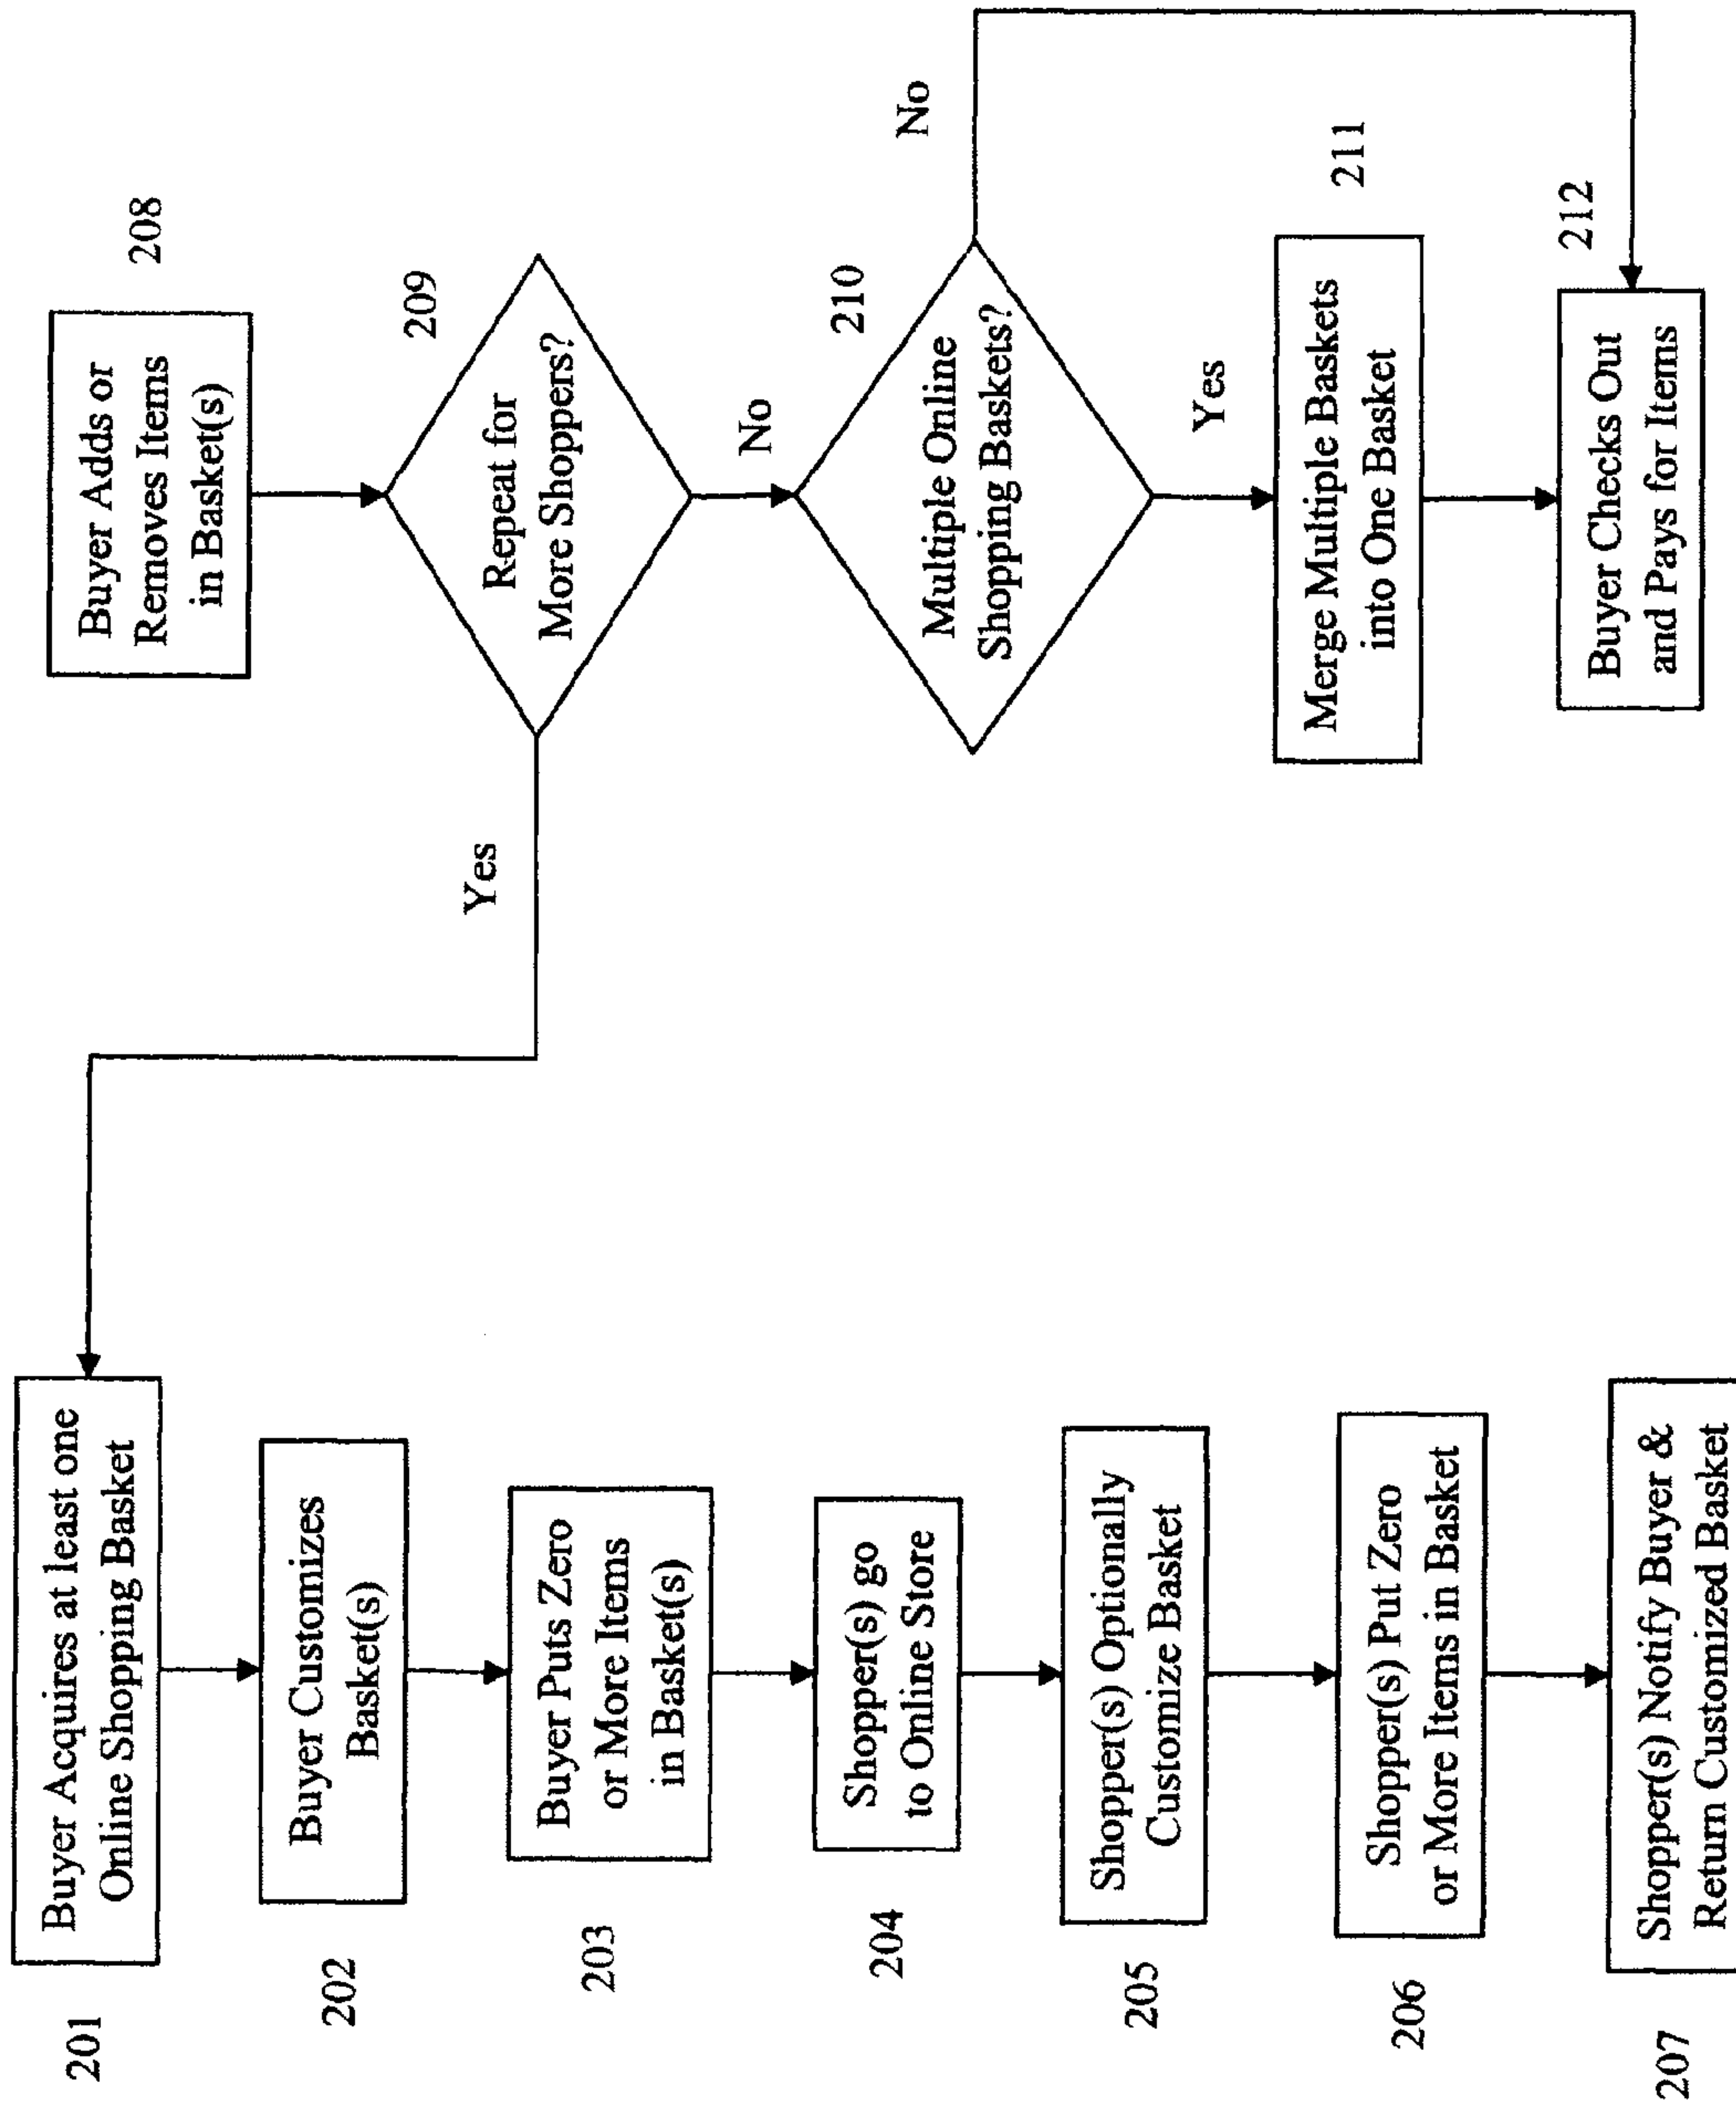 201
Buyer Acquires at least one
Online Shopping Basket
202
Buyer Customizes
Basket(s)
203
Buyer Puts Zero
or More Items
in Basket(s)
204
Shopper(s) go
to Online Store
205
Shopper(s) Optionally
Customize Basket
206
Shopper(s) Put Zero
or More Items in Basket
207
Shopper(s) Notify Buyer &
Return Customized Basket
208
Buyer Adds or
Removes Items
in Basket(s)
209
Repeat for
More Shoppers?
Yes
No
210
Multiple Online
Shopping Baskets?
No
Yes
211
Merge Multiple Baskets
into One Basket
212
Buyer Checks Out
and Pays for Items